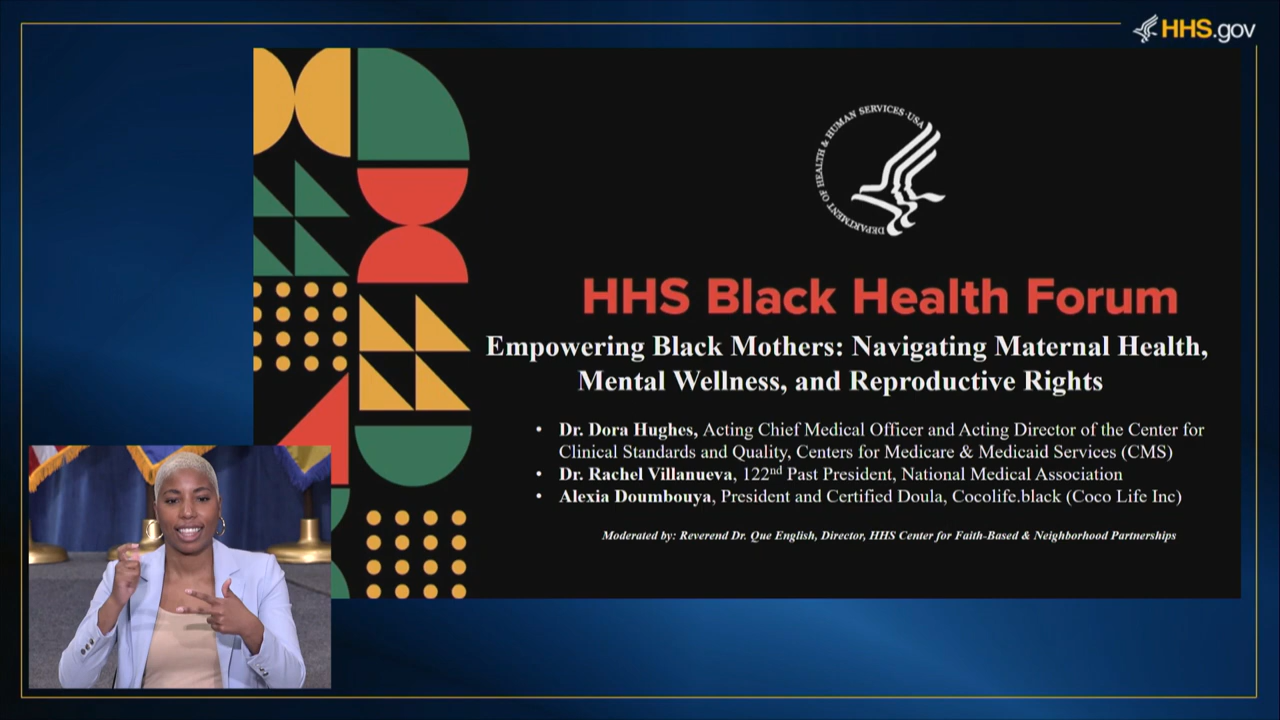 HHS.gov
DEPARTMENT OF HEALTH & HUMAN SERVICES·USA
HHS Black Health Forum
Empowering Black Mothers: Navigating Maternal Health,
Mental Wellness, and Reproductive Rights
• Dr. Dora Hughes, Acting Chief Medical Officer and Acting Director of the Center for
Clinical Standards and Quality, Centers for Medicare & Medicaid Services (CMS)
• Dr. Rachel Villanueva, 122nd Past President, National Medical Association
• Alexia Doumbouya, President and Certified Doula, Cocolife.black (Coco Life Inc)
Moderated by: Reverend Dr. Que English, Director, HHS Center for Faith-Based & Neighborhood Partnerships